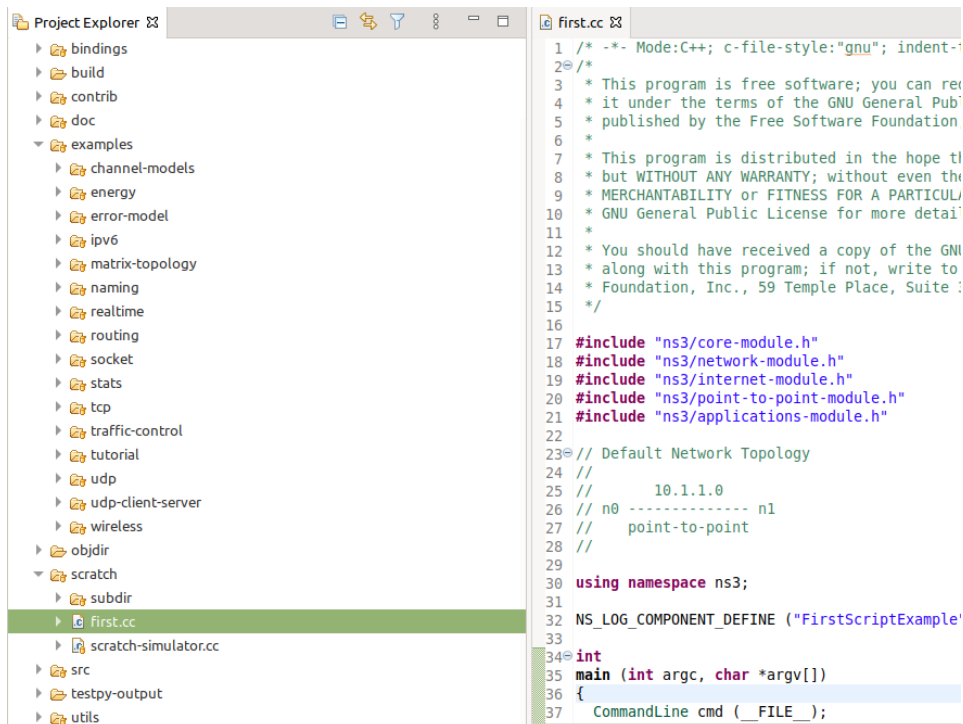 Project Explorer
bindings
build
contrib
doc
examples
channel-models
energy
error-model
ipv6
matrix-topology
naming
realtime
routing
socket
stats
tcp
traffic-control
tutorial
udp
udp-client-server
wireless
objdir
scratch
subdir
first.cc
scratch-simulator.cc
src
testpy-output
utils
first.cc
1 /* -*- Mode:C++; c-file-style:"gnu"; indent-t
2 /*
3 * This program is free software; you can red
4 * it under the terms of the GNU General Publ
5 * published by the Free Software Foundation;
6 *
7 * This program is distributed in the hope th
8 * but WITHOUT ANY WARRANTY; without even the
9 * MERCHANTABILITY or FITNESS FOR A PARTICULA
10 * GNU General Public License for more detail
11 *
12 * You should have received a copy of the GNU
13 * along with this program; if not, write to
14 * Foundation, Inc., 59 Temple Place, Suite 3
15 */
16
17 #include "ns3/core-module.h"
18 #include "ns3/network-module.h"
19 #include "ns3/internet-module.h"
20 #include "ns3/point-to-point-module.h"
21 #include "ns3/applications-module.h"
22
23 // Default Network Topology
24 //
25 // 10.1.1.0
26 // n0 -------------- n1
27 // point-to-point
28 //
29
30 using namespace ns3;
31
32 NS_LOG_COMPONENT_DEFINE ("FirstScriptExample"
33
34 int
35 main (int argc, char *argv[])
36 {
37 CommandLine cmd (__FILE__);